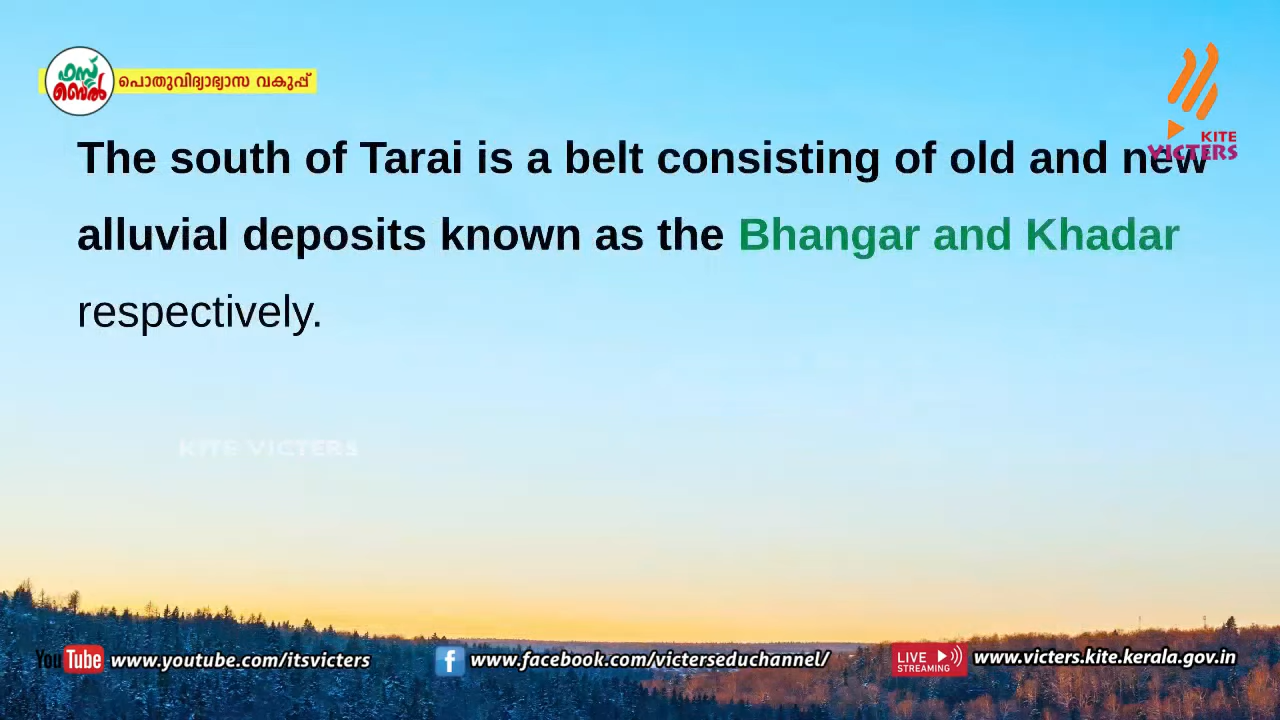 ഫസ്റ്റ് ബെൽ
പൊതുവിദ്യാഭ്യാസ വകുപ്പ്
KITE
VICTERS
The south of Tarai is a belt consisting of old and new
alluvial deposits known as the Bhangar and Khadar
respectively.
KITE VICTERS
YouTube www.youtube.com/itsvicters
f www.facebook.com/victerseduchannel/
LIVE STREAMING www.victers.kite.kerala.gov.in